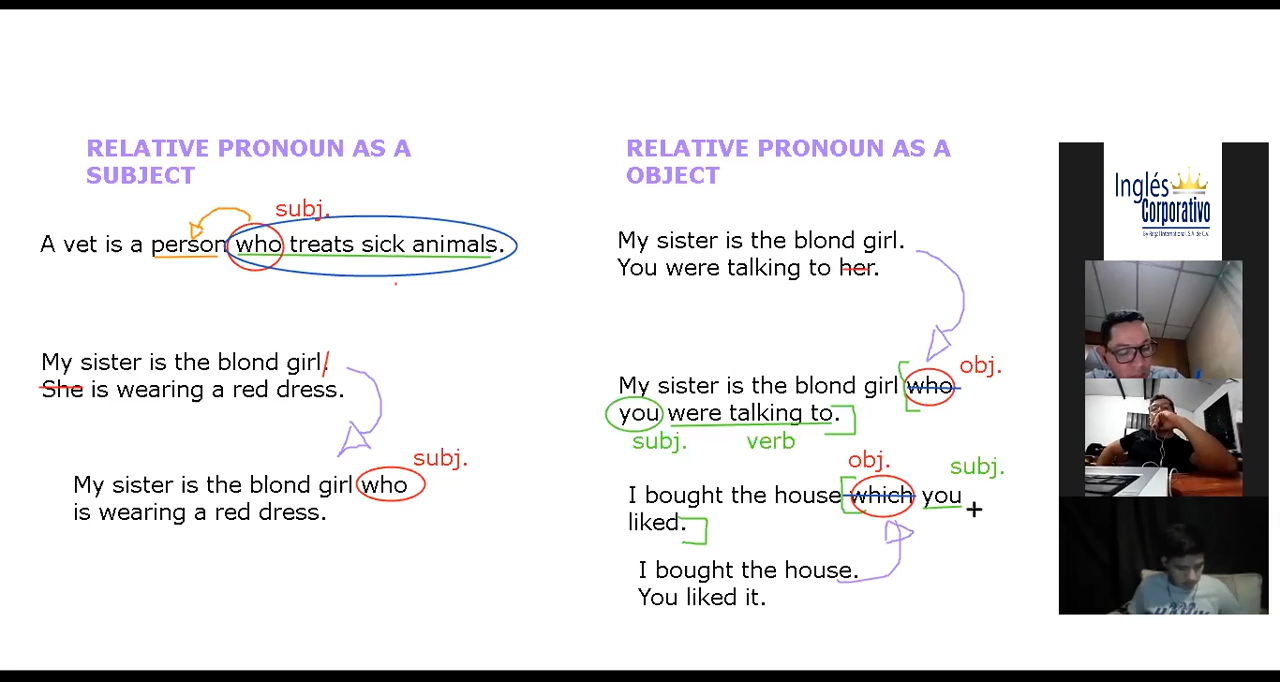 RELATIVE PRONOUN AS A
SUBJECT
subj.
A vet is a person who treats sick animals.
My sister is the blond girl.
She is wearing a red dress.
subj.
My sister is the blond girl who
is wearing a red dress.
RELATIVE PRONOUN AS A
OBJECT
My sister is the blond girl.
You were talking to her.
obj.
My sister is the blond girl who
you were talking to.
subj. verb
obj. subj.
I bought the house which you
liked.
I bought the house.
You liked it.
Inglés
Corporativo